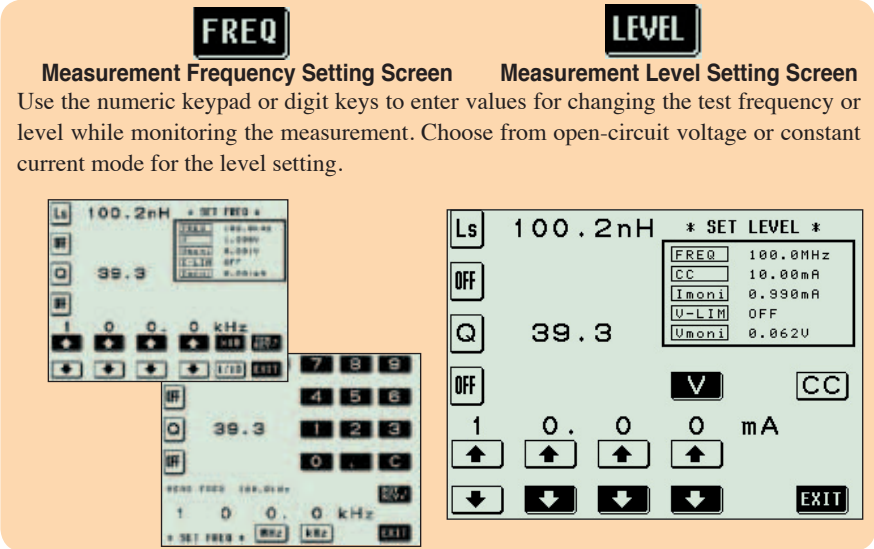 FREQ
LEVEL
Measurement Frequency Setting Screen
Measurement Level Setting Screen
Use the numeric keypad or digit keys to enter values for changing the test frequency or
level while monitoring the measurement. Choose from open-circuit voltage or constant
current mode for the level setting.
Ls 100.2nH * SET FREQ *
FREQ
OFF
Q 39.3
OFF
1 0 0. 0 kHz
EXIT
7 8 9
OFF 4 5 6
Q 39.3 1 2 3
OFF 0 . C
1 0 0. 0 kHz
* SET FREQ * MHz kHz EXIT
Ls 100.2nH * SET LEVEL *
FREQ 100.0MHz
OFF CC 10.00mA
Imoni 0.990mA
V-LIM OFF
Q 39.3 Vmoni 0.062V
OFF V CC
1 0. 0 0 mA
EXIT